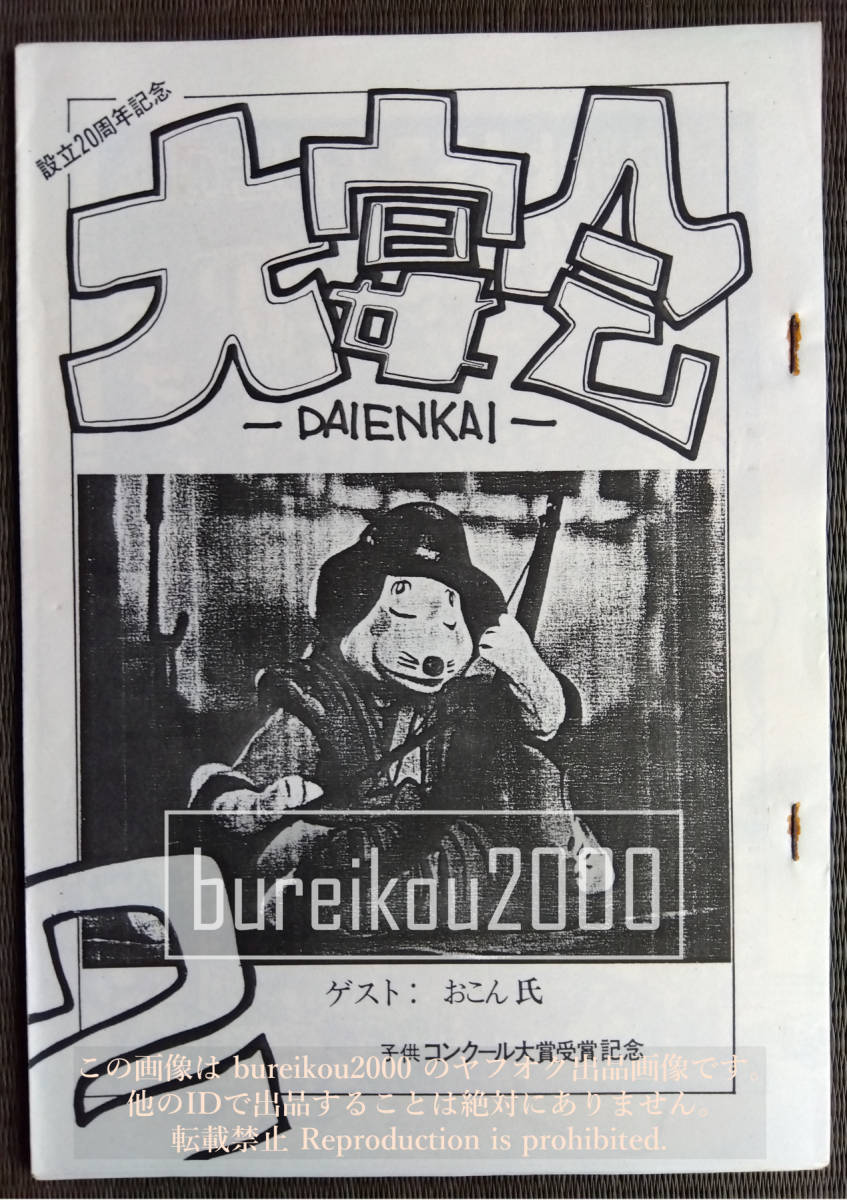 設立20周年記念
大宴会
— DAIENKAI —
2
bureikou2000
ゲスト： おこん氏
子供コンクール大賞受賞記念
この画像は bureikou2000 のヤフオク出品画像です。
他のIDで出品することは絶対にありません。
転載禁止 Reproduction is prohibited.